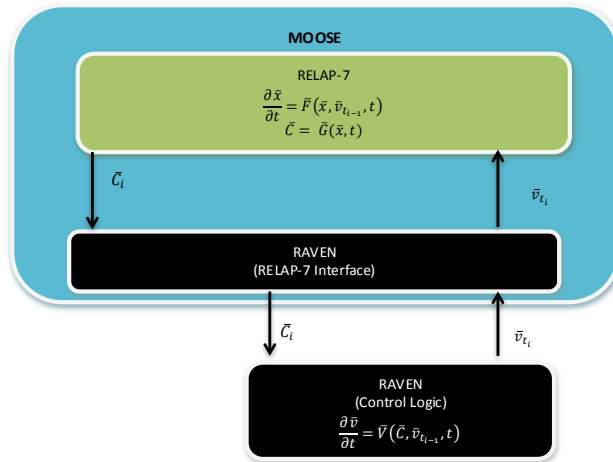 MOOSE
RELAP-7
∂x̄/∂t = F̄(x̄, v̄_{t_{i-1}}, t)
C̄ = Ḡ(x̄, t)
C̄_i
v̄_{t_i}
RAVEN
(RELAP-7 Interface)
C̄_i
v̄_{t_i}
RAVEN
(Control Logic)
∂v̄/∂t = V̄(C̄, v̄_{t_{i-1}}, t)